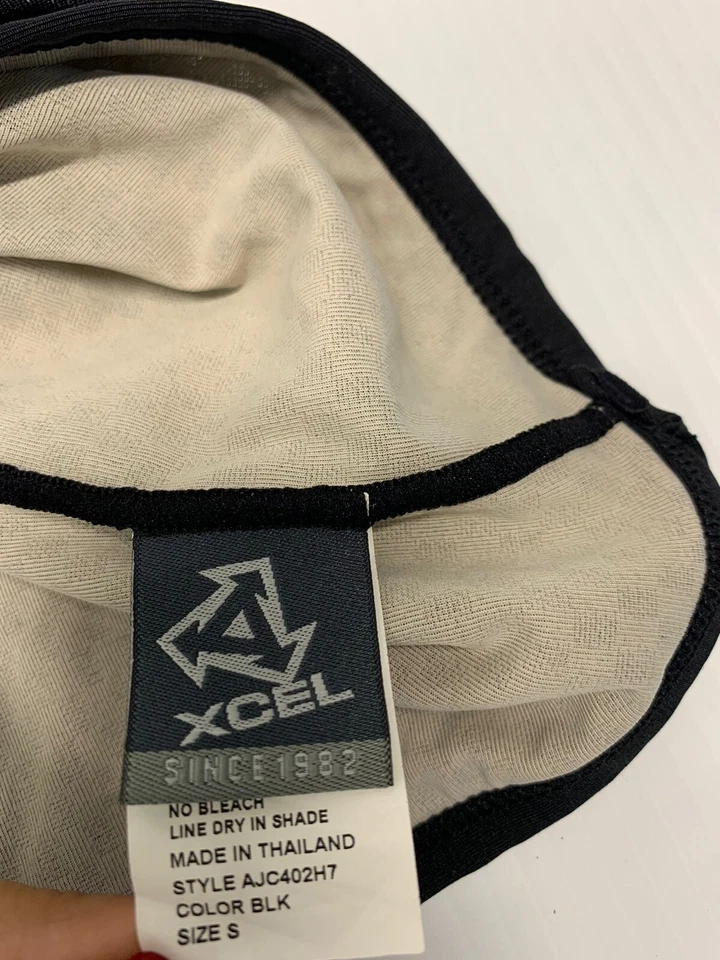 XCEL
SINCE 1982
NO BLEACH
LINE DRY IN SHADE
MADE IN THAILAND
STYLE AJC402H7
COLOR BLK
SIZE S